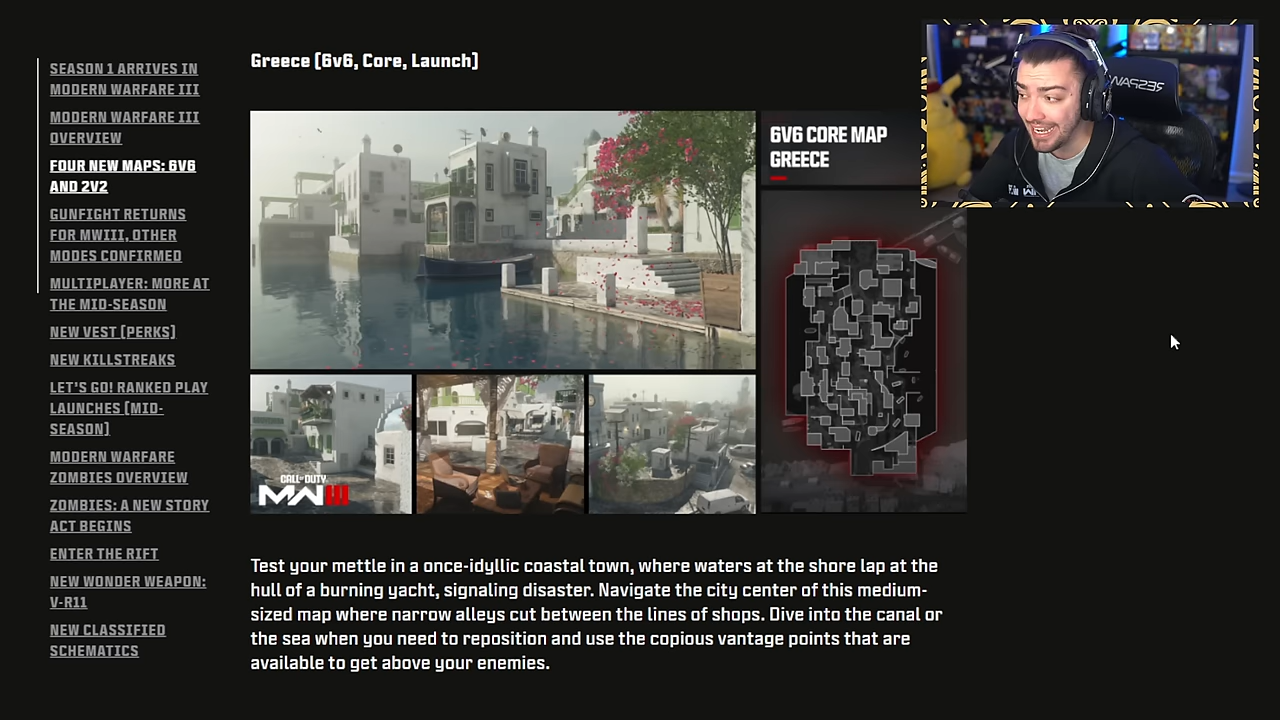 SEASON 1 ARRIVES IN
MODERN WARFARE III
MODERN WARFARE III
OVERVIEW
FOUR NEW MAPS: 6V6
AND 2V2
GUNFIGHT RETURNS
FOR MWIII, OTHER
MODES CONFIRMED
MULTIPLAYER: MORE AT
THE MID-SEASON
NEW VEST (PERKS)
NEW KILLSTREAKS
LET'S GO! RANKED PLAY
LAUNCHES (MID-
SEASON)
MODERN WARFARE
ZOMBIES OVERVIEW
ZOMBIES: A NEW STORY
ACT BEGINS
ENTER THE RIFT
NEW WONDER WEAPON:
V-R11
NEW CLASSIFIED
SCHEMATICS
Greece (6v6, Core, Launch)
6V6 CORE MAP
GREECE
CALL OF DUTY
MWIII
Test your mettle in a once-idyllic coastal town, where waters at the shore lap at the
hull of a burning yacht, signaling disaster. Navigate the city center of this medium-
sized map where narrow alleys cut between the lines of shops. Dive into the canal or
the sea when you need to reposition and use the copious vantage points that are
available to get above your enemies.
RESPAWN